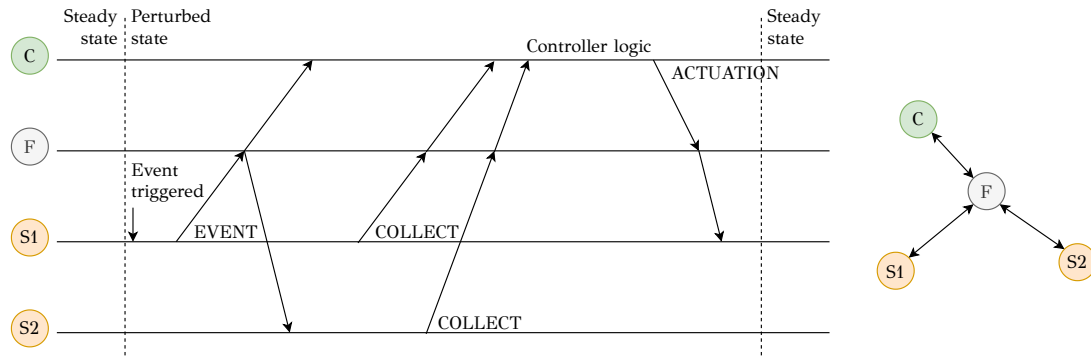 Steady
state
Perturbed
state
Steady
state
C
Controller logic
ACTUATION
F
Event
triggered
S1
EVENT
COLLECT
S2
COLLECT
C
F
S1
S2